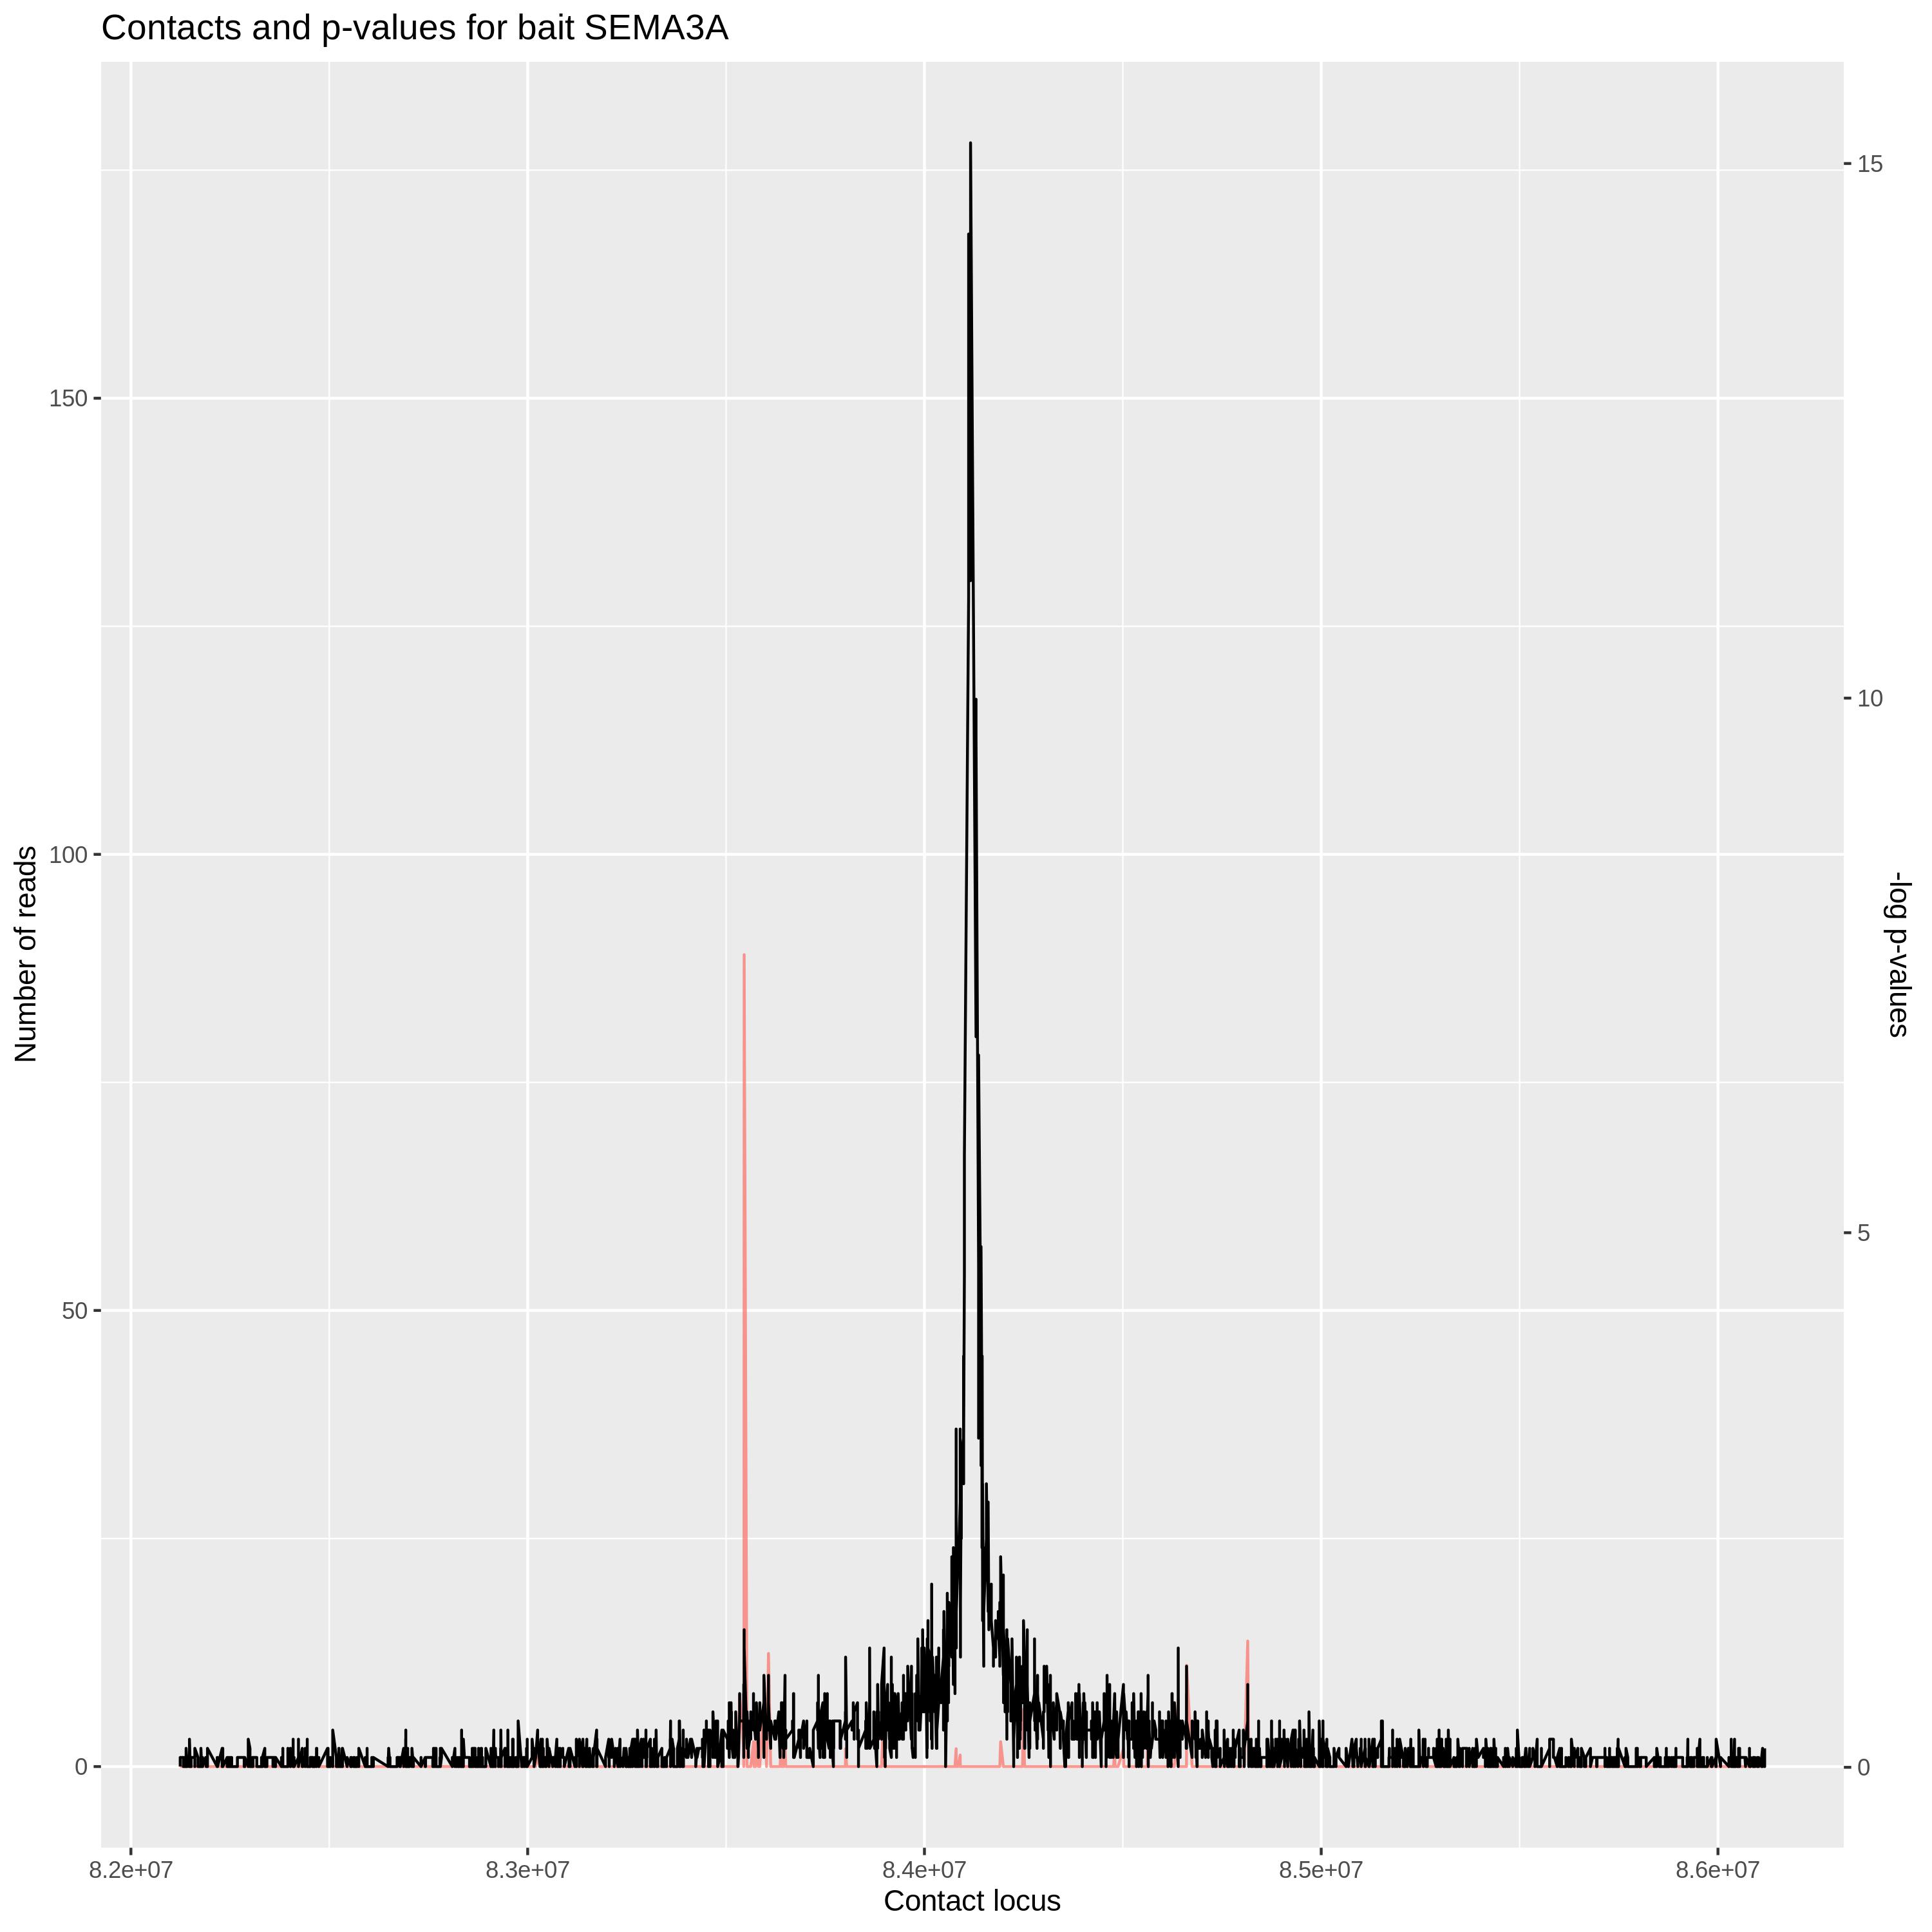 Contacts and p-values for bait SEMA3A
Number of reads
150
100
50
0
15
10
5
0
-log p-values
8.2e+07
8.3e+07
8.4e+07
8.5e+07
8.6e+07
Contact locus